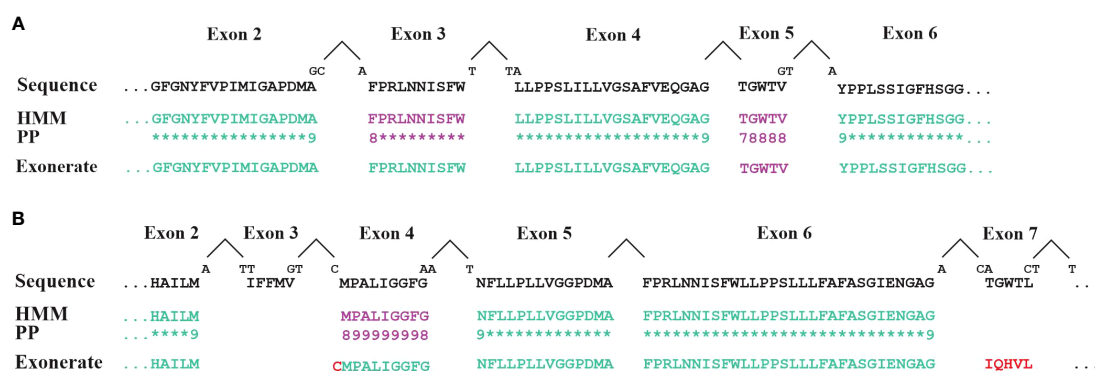 A
Exon 2 Exon 3 Exon 4 Exon 5 Exon 6
GC A T TA GT A
Sequence ...GFGNYFVPIMIGAPDMA FPRLNNISFW LLPPSLILLVGSAFVEQGAG TGWTV YPPLSSIGFHSGG...
HMM ...GFGNYFVPIMIGAPDMA FPRLNNISFW LLPPSLILLVGSAFVEQGAG TGWTV YPPLSSIGFHSGG...
PP ...****************9 8********* *******************9 78888 9************...
Exonerate ...GFGNYFVPIMIGAPDMA FPRLNNISFW LLPPSLILLVGSAFVEQGAG TGWTV YPPLSSIGFHSGG...
B
Exon 2 Exon 3 Exon 4 Exon 5 Exon 6 Exon 7
A TT GT C AA T A CA CT T
Sequence ...HAILM IFFMV MPALIGGFG NFLLPLLVGGPDMA FPRLNNISFWLLPPSLLLFAFASGIENGAG TGWTL ..
HMM ...HAILM MPALIGGFG NFLLPLLVGGPDMA FPRLNNISFWLLPPSLLLFAFASGIENGAG
PP ...****9 899999998 9************* *****************************9
Exonerate ...HAILM CMPALIGGFG NFLLPLLVGGPDMA FPRLNNISFWLLPPSLLLFAFASGIENGAG IQHVL ...